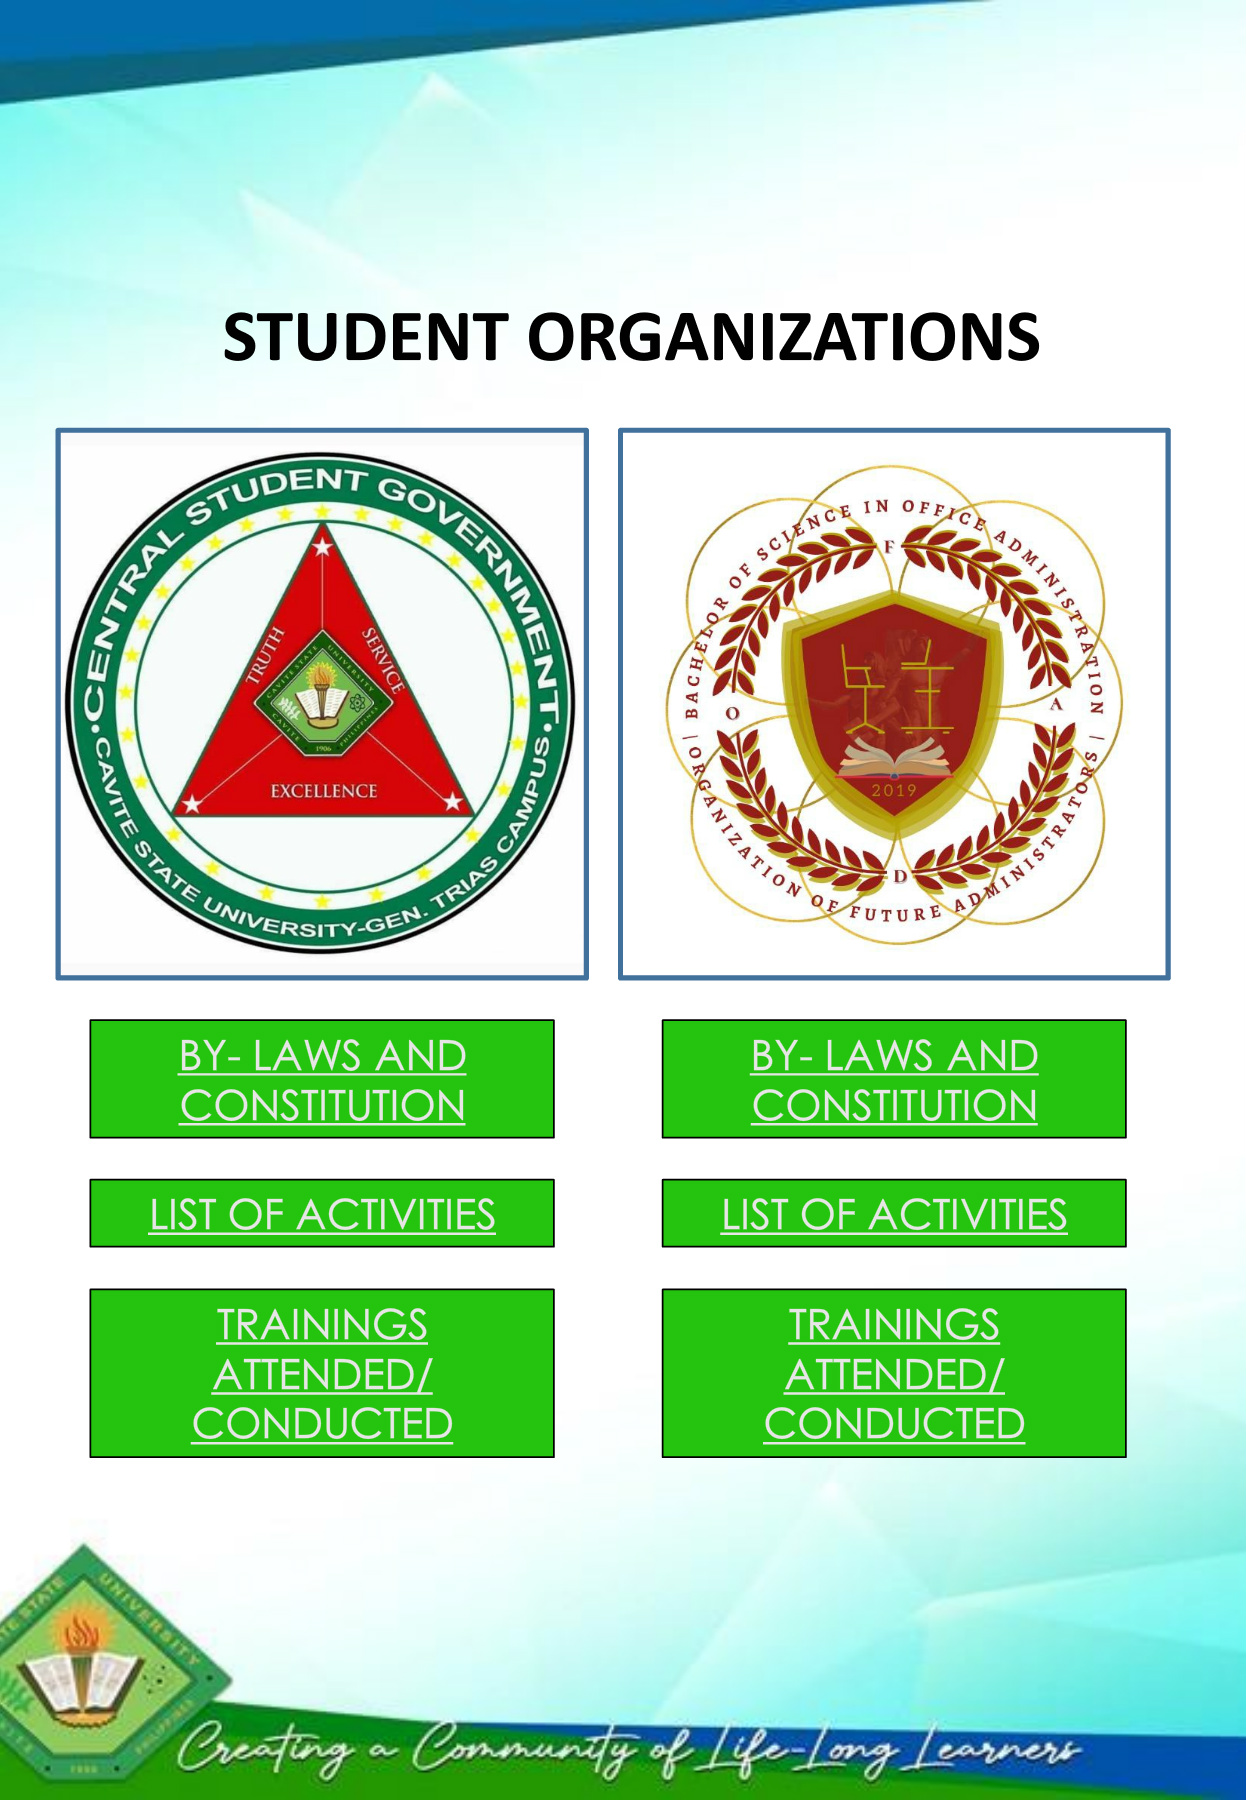 STUDENT ORGANIZATIONS
•CENTRAL STUDENT GOVERNMENT•
CAVITE STATE UNIVERSITY-GEN. TRIAS CAMPUS
TRUTH
SERVICE
CAVITE STATE UNIVERSITY
CAVITE
1906
PHILIPPINES
EXCELLENCE
| BACHELOR OF SCIENCE IN OFFICE ADMINISTRATION |
F
O
A
2019
D
ORGANIZATION OF FUTURE ADMINISTRATORS
BY- LAWS AND
CONSTITUTION
LIST OF ACTIVITIES
TRAININGS
ATTENDED/
CONDUCTED
BY- LAWS AND
CONSTITUTION
LIST OF ACTIVITIES
TRAININGS
ATTENDED/
CONDUCTED
STATE UNIVERSITY
PHILIPPINES
1906
Creating a Community of Life-Long Learners